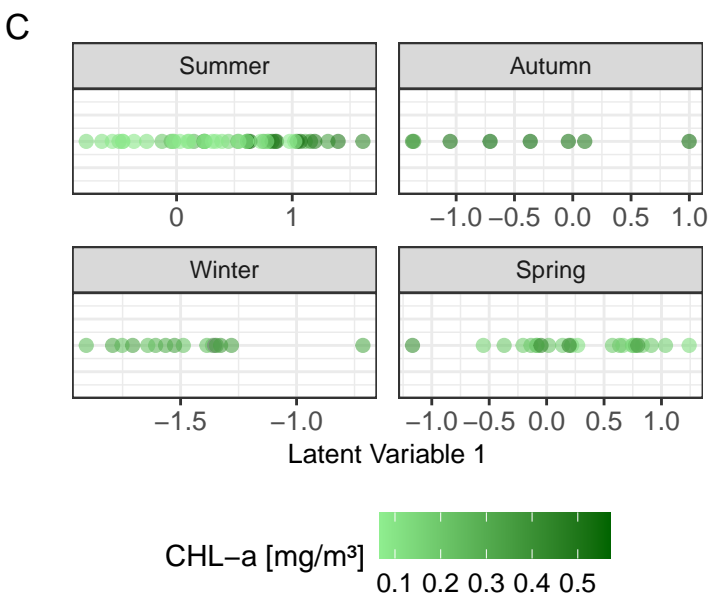 C
Summer Autumn
0 1 −1.0 −0.5 0.0 0.5 1.0
Winter Spring
−1.5 −1.0 −1.0 −0.5 0.0 0.5 1.0
Latent Variable 1
CHL−a [mg/m³]
0.1 0.2 0.3 0.4 0.5